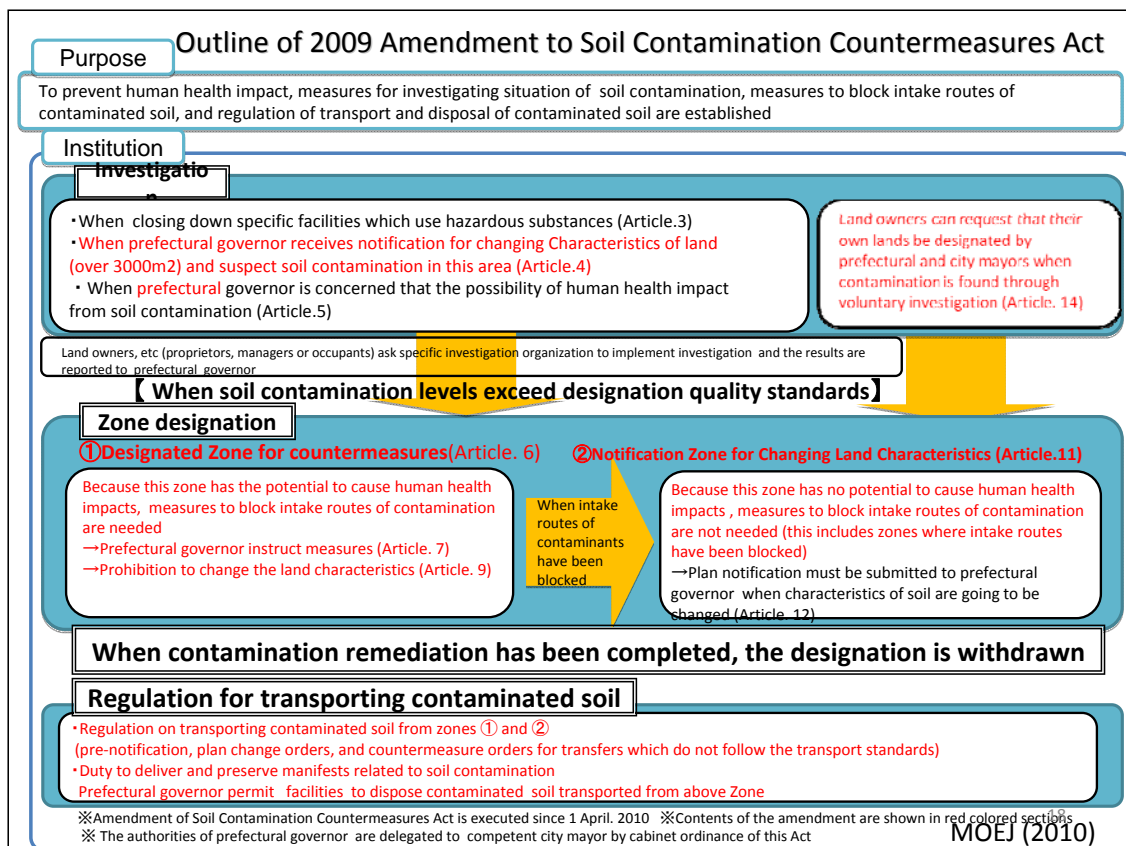 Outline of 2009 Amendment to Soil Contamination Countermeasures Act
Purpose
To prevent human health impact, measures for investigating situation of soil contamination, measures to block intake routes of
contaminated soil, and regulation of transport and disposal of contaminated soil are established
Institution
Investigatio
n
・When closing down specific facilities which use hazardous substances (Article.3)
・When prefectural governor receives notification for changing Characteristics of land
(over 3000m2) and suspect soil contamination in this area (Article.4)
・ When prefectural governor is concerned that the possibility of human health impact
from soil contamination (Article.5)
Land owners can request that their
own lands be designated by
prefectural and city mayors when
contamination is found through
voluntary investigation (Article. 14)
Land owners, etc (proprietors, managers or occupants) ask specific investigation organization to implement investigation and the results are
reported to prefectural governor
【 When soil contamination levels exceed designation quality standards】
Zone designation
①Designated Zone for countermeasures(Article. 6)
Because this zone has the potential to cause human health
impacts, measures to block intake routes of contamination
are needed
→Prefectural governor instruct measures (Article. 7)
→Prohibition to change the land characteristics (Article. 9)
When intake
routes of
contaminants
have been
blocked
②Notification Zone for Changing Land Characteristics (Article.11)
Because this zone has no potential to cause human health
impacts , measures to block intake routes of contamination
are not needed (this includes zones where intake routes
have been blocked)
→Plan notification must be submitted to prefectural
governor when characteristics of soil are going to be
changed (Article. 12)
When contamination remediation has been completed, the designation is withdrawn
Regulation for transporting contaminated soil
・Regulation on transporting contaminated soil from zones ① and ②
(pre-notification, plan change orders, and countermeasure orders for transfers which do not follow the transport standards)
・Duty to deliver and preserve manifests related to soil contamination
Prefectural governor permit facilities to dispose contaminated soil transported from above Zone
※Amendment of Soil Contamination Countermeasures Act is executed since 1 April. 2010 ※Contents of the amendment are shown in red colored sections
※ The authorities of prefectural governor are delegated to competent city mayor by cabinet ordinance of this Act
18
MOEJ (2010)